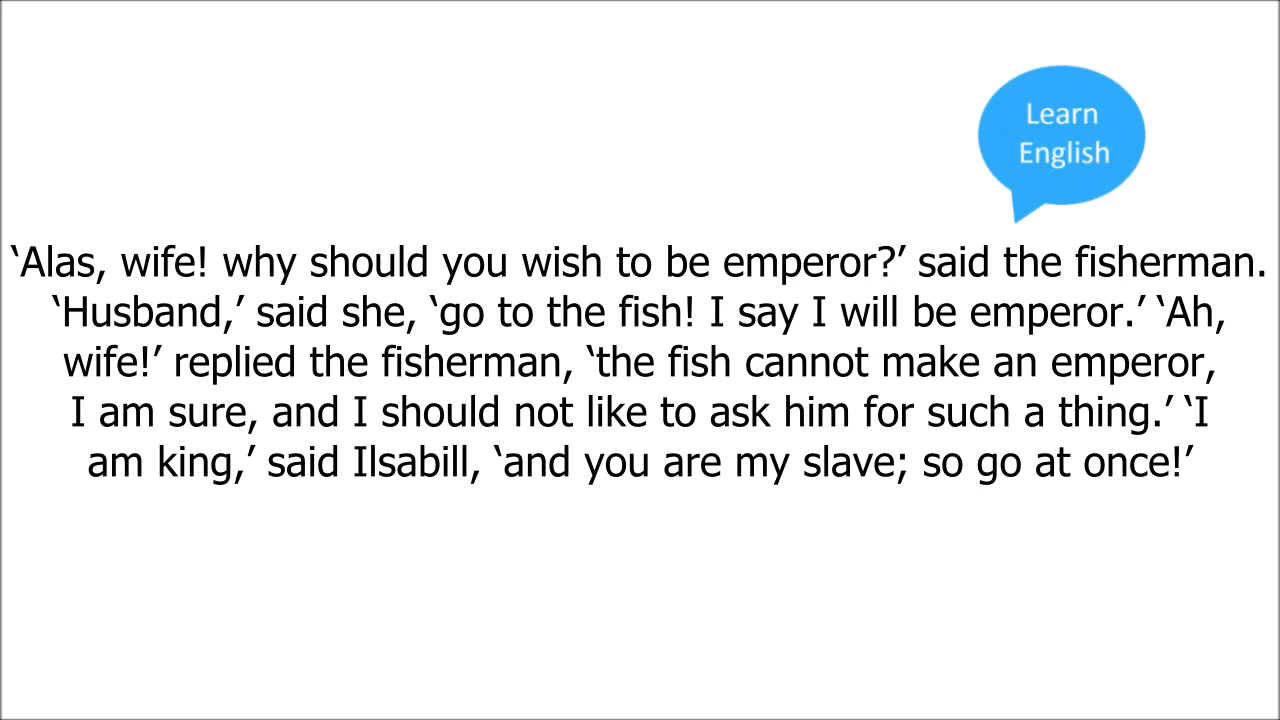 Learn
English
‘Alas, wife! why should you wish to be emperor?’ said the fisherman.
‘Husband,’ said she, ‘go to the fish! I say I will be emperor.’ ‘Ah,
wife!’ replied the fisherman, ‘the fish cannot make an emperor,
I am sure, and I should not like to ask him for such a thing.’ ‘I
am king,’ said Ilsabill, ‘and you are my slave; so go at once!’